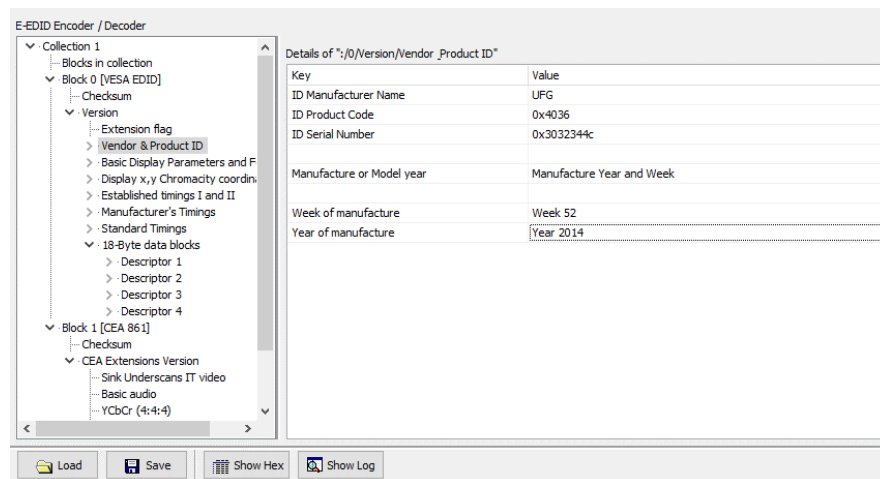 E-EDID Encoder / Decoder
Collection 1
Blocks in collection
Block 0 [VESA EDID]
Checksum
Version
Extension flag
Vendor & Product ID
Basic Display Parameters and F
Display x,y Chromacity coordin
Established timings I and II
Manufacturer's Timings
Standard Timings
18-Byte data blocks
Descriptor 1
Descriptor 2
Descriptor 3
Descriptor 4
Block 1 [CEA 861]
Checksum
CEA Extensions Version
Sink Underscans IT video
Basic audio
YCbCr (4:4:4)
Details of ":/0/Version/Vendor _Product ID"
Key Value
ID Manufacturer Name UFG
ID Product Code 0x4036
ID Serial Number 0x3032344c
Manufacture or Model year Manufacture Year and Week
Week of manufacture Week 52
Year of manufacture Year 2014
Load Save Show Hex Show Log